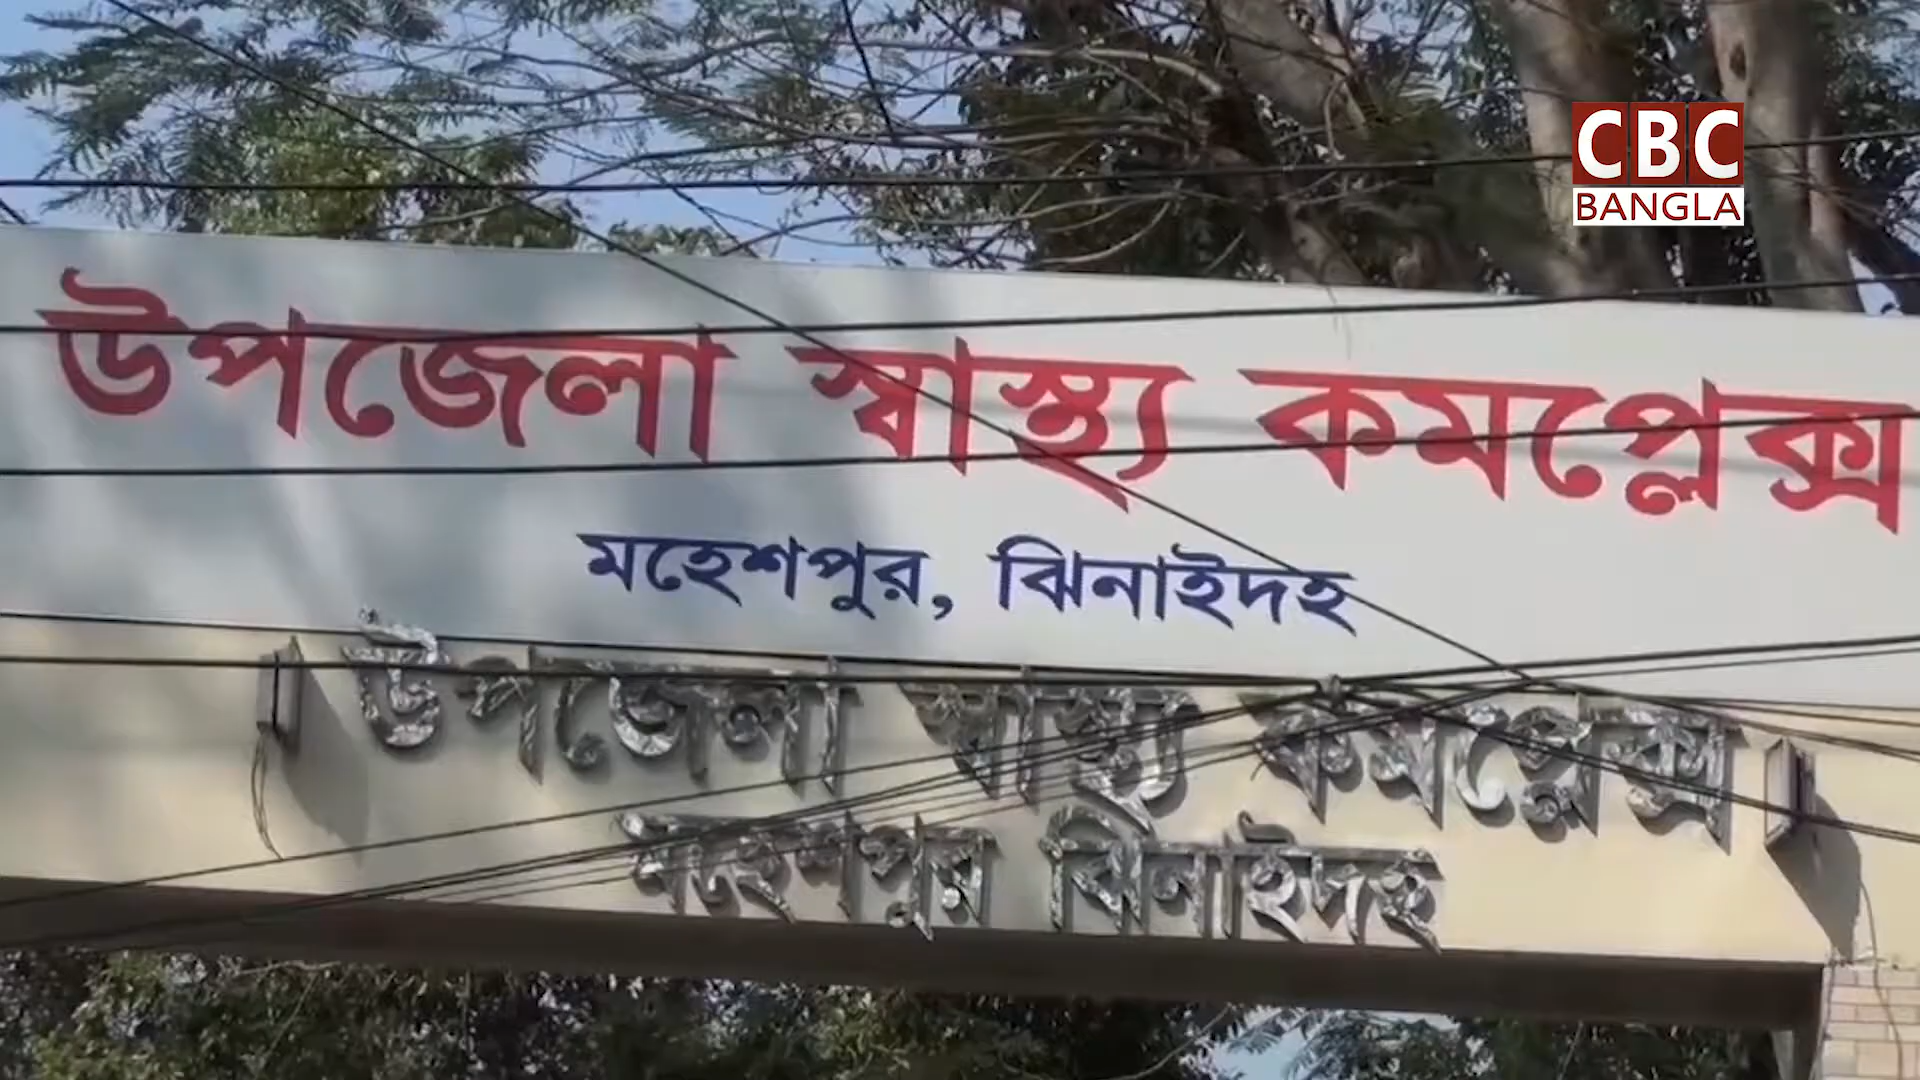 CBC
BANGLA
উপজেলা স্বাস্থ্য কমপ্লেক্স
মহেশপুর, ঝিনাইদহ
উপজেলা স্বাস্থ্য কমপ্লেক্স
মহেশপুর ঝিনাইদহ